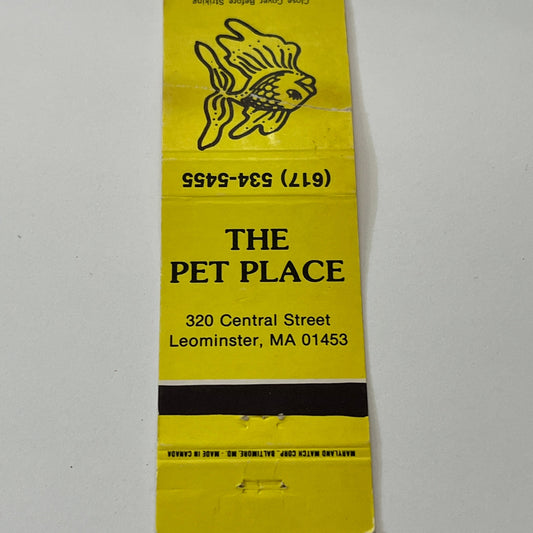 Close Cover Before Striking
(617) 534-5455
THE
PET PLACE
320 Central Street
Leominster, MA 01453
MARYLAND MATCH CORP., BALTIMORE, MD. - MADE IN CANADA